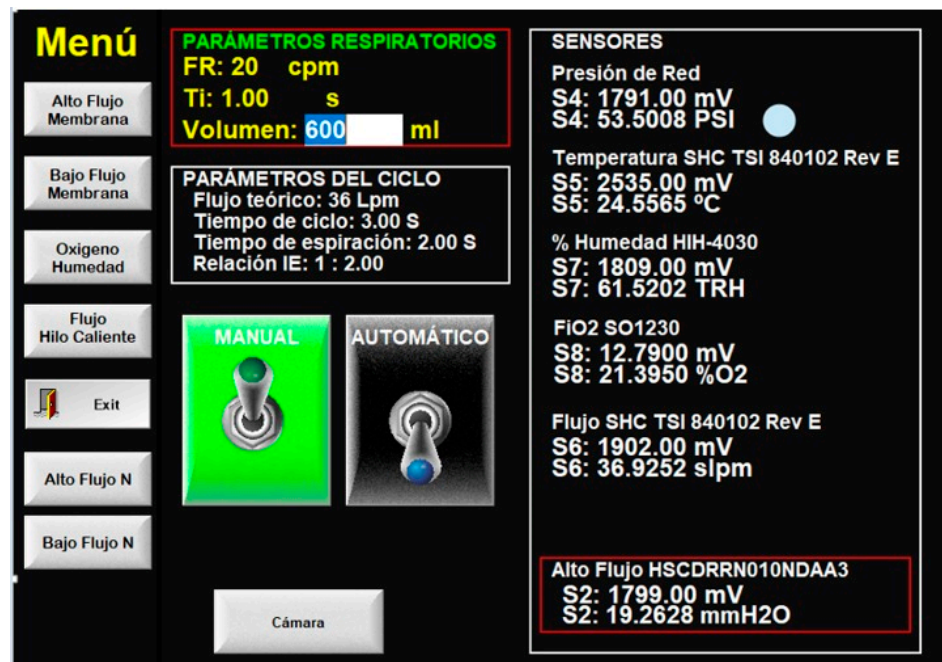 Menú
Alto Flujo
Membrana
Bajo Flujo
Membrana
Oxigeno
Humedad
Flujo
Hilo Caliente
Exit
Alto Flujo N
Bajo Flujo N
PARÁMETROS RESPIRATORIOS
FR: 20 cpm
Ti: 1.00 s
Volumen: 600 ml
PARÁMETROS DEL CICLO
Flujo teórico: 36 Lpm
Tiempo de ciclo: 3.00 S
Tiempo de espiración: 2.00 S
Relación IE: 1 : 2.00
MANUAL
AUTOMÁTICO
Cámara
SENSORES
Presión de Red
S4: 1791.00 mV
S4: 53.5008 PSI
Temperatura SHC TSI 840102 Rev E
S5: 2535.00 mV
S5: 24.5565 ºC
% Humedad HIH-4030
S7: 1809.00 mV
S7: 61.5202 TRH
FiO2 SO1230
S8: 12.7900 mV
S8: 21.3950 %O2
Flujo SHC TSI 840102 Rev E
S6: 1902.00 mV
S6: 36.9252 slpm
Alto Flujo HSCDRRN010NDAA3
S2: 1799.00 mV
S2: 19.2628 mmH2O